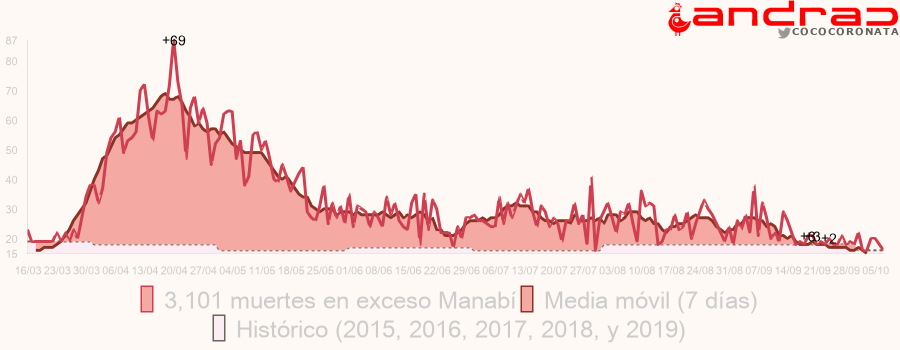 andrac
COCOCORONATA
87
80
70
60
50
40
30
20
15
+69
+2
16/03 23/03 30/03 06/04 13/04 20/04 27/04 04/05 11/05 18/05 25/05 01/06 08/06 15/06 22/06 29/06 06/07 13/07 20/07 27/07 03/08 10/08 17/08 24/08 31/08 07/09 14/09 21/09 28/09 05/10
3,101 muertes en exceso Manabí Media móvil (7 días)
Histórico (2015, 2016, 2017, 2018, y 2019)